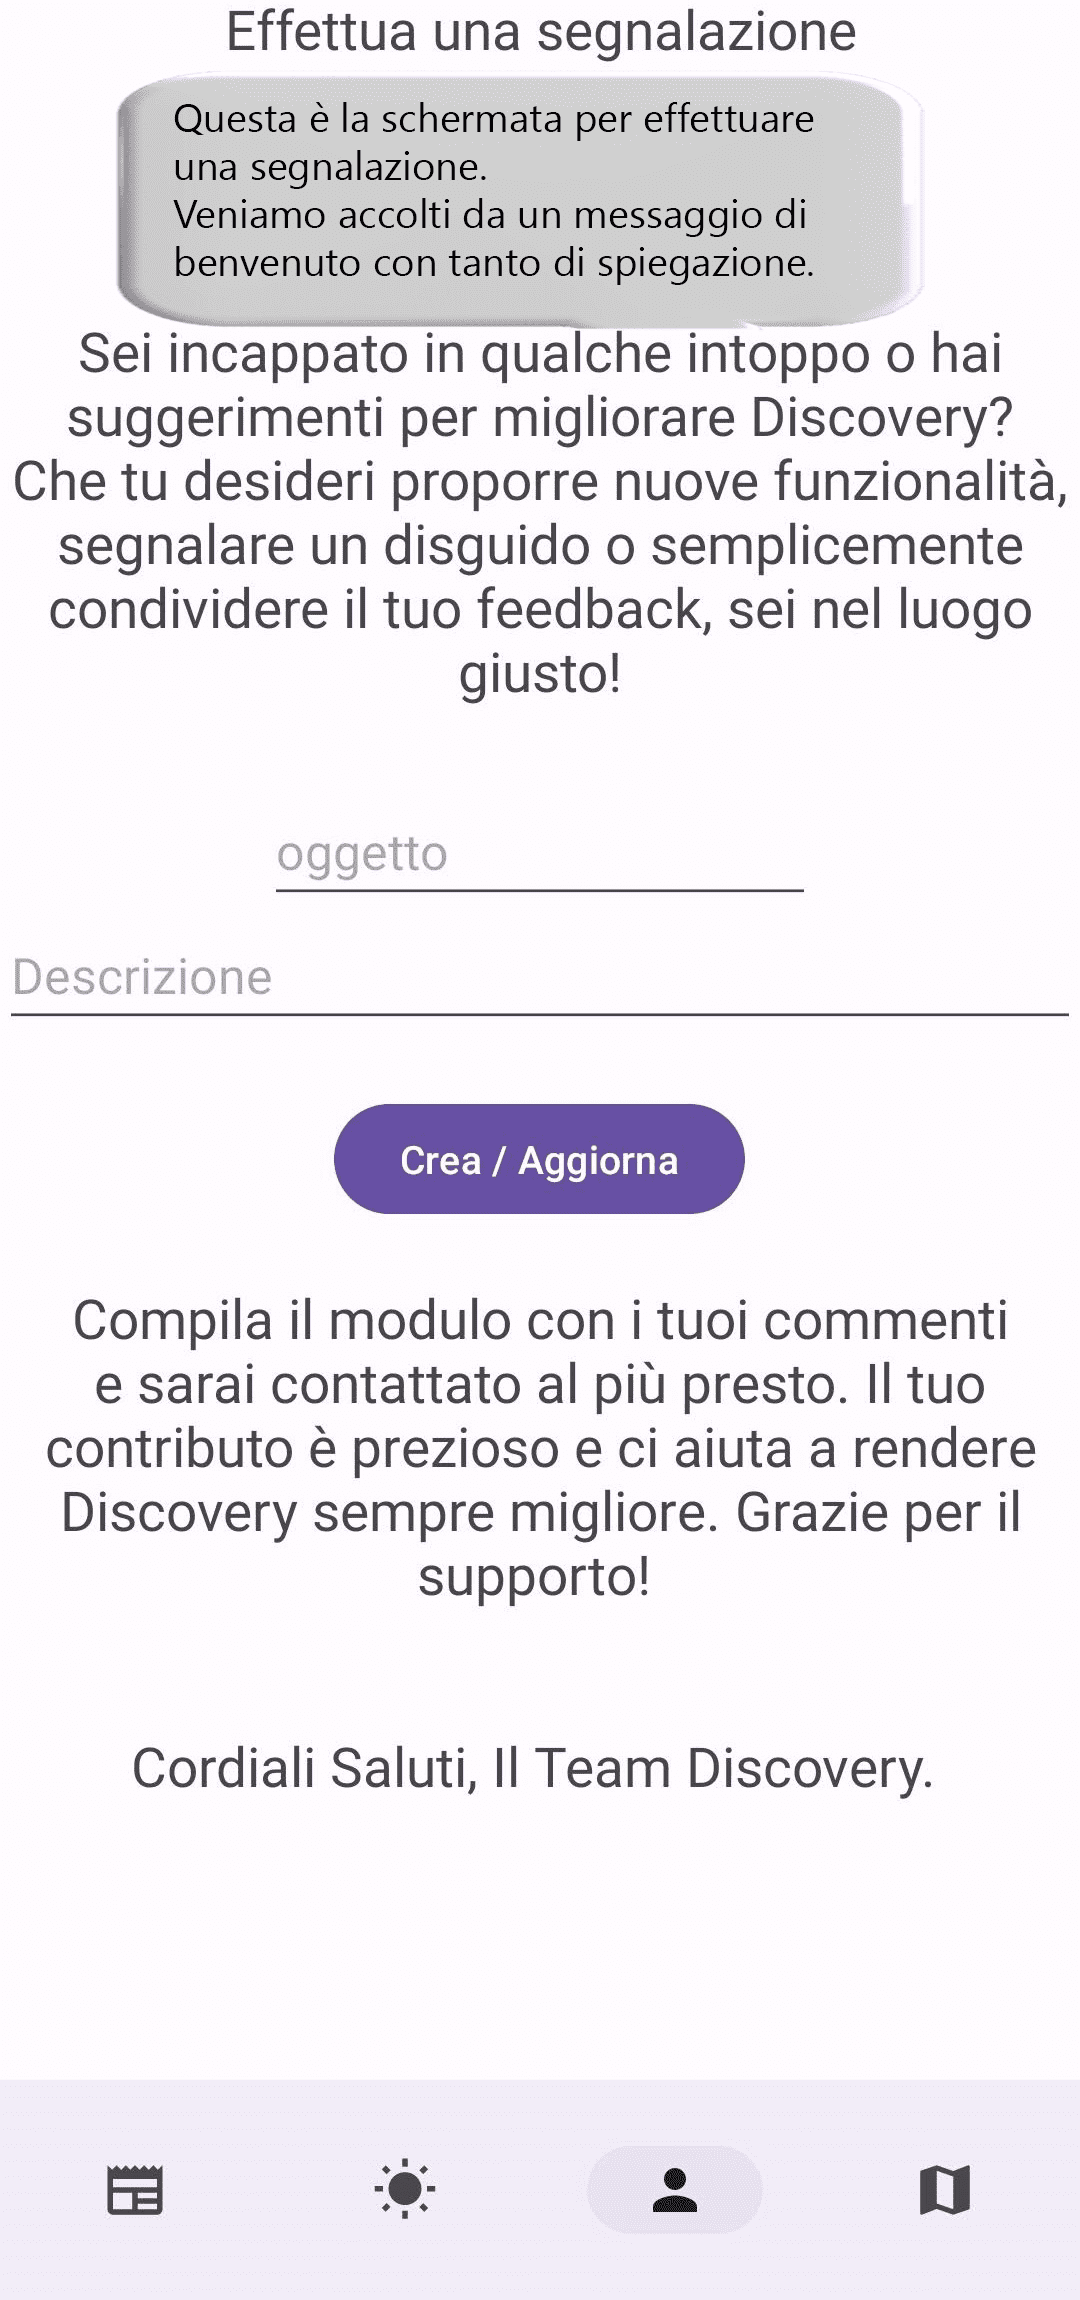 Effettua una segnalazione
Questa è la schermata per effettuare
una segnalazione.
Veniamo accolti da un messaggio di
benvenuto con tanto di spiegazione.
Sei incappato in qualche intoppo o hai
suggerimenti per migliorare Discovery?
Che tu desideri proporre nuove funzionalità,
segnalare un disguido o semplicemente
condividere il tuo feedback, sei nel luogo
giusto!
oggetto
Descrizione
Crea / Aggiorna
Compila il modulo con i tuoi commenti
e sarai contattato al più presto. Il tuo
contributo è prezioso e ci aiuta a rendere
Discovery sempre migliore. Grazie per il
supporto!
Cordiali Saluti, Il Team Discovery.